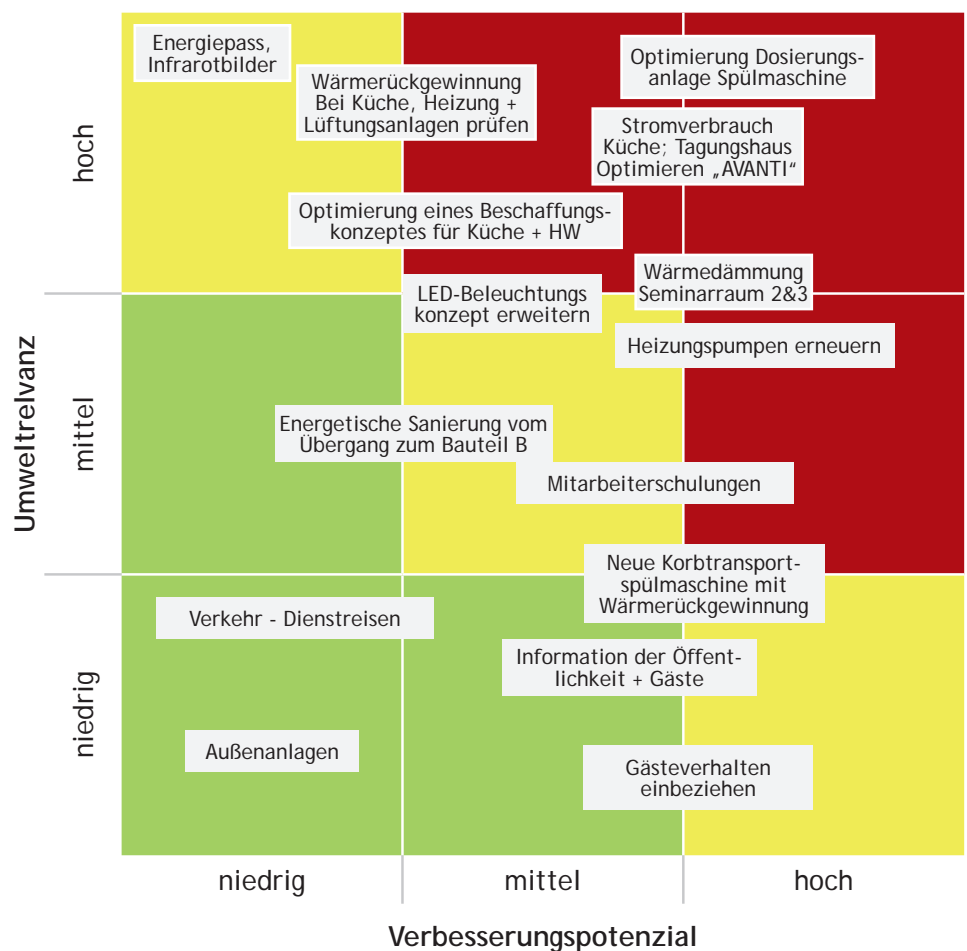 Energiepass,
Infrarotbilder
Optimierung Dosierungs-
anlage Spülmaschine
Wärmerückgewinnung
Bei Küche, Heizung +
Lüftungsanlagen prüfen
Stromverbrauch
Küche; Tagungshaus
Optimieren „AVANTI“
Optimierung eines Beschaffungs-
konzeptes für Küche + HW
Wärmedämmung
Seminarraum 2&3
LED-Beleuchtungs
konzept erweitern
Heizungspumpen erneuern
Energetische Sanierung vom
Übergang zum Bauteil B
Mitarbeiterschulungen
Neue Korbtransport-
spülmaschine mit
Wärmerückgewinnung
Verkehr - Dienstreisen
Information der Öffent-
lichkeit + Gäste
Außenanlagen
Gästeverhalten
einbeziehen
Umweltrelvanz
hoch
mittel
niedrig
niedrig
mittel
hoch
Verbesserungspotenzial